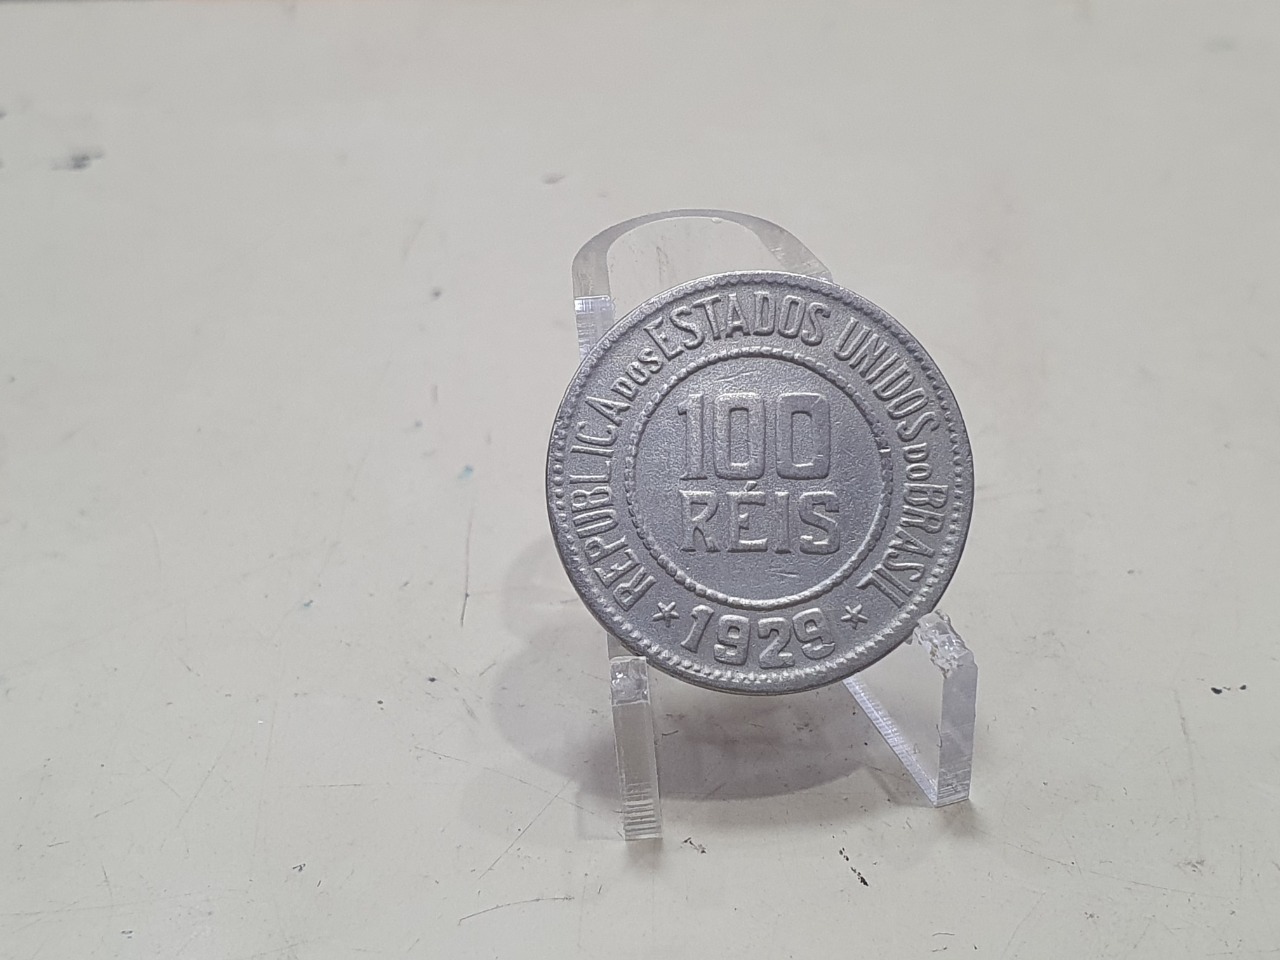 REPUBLICA DOS ESTADOS UNIDOS DO BRASIL
100
RÉIS
★ 1929 ★